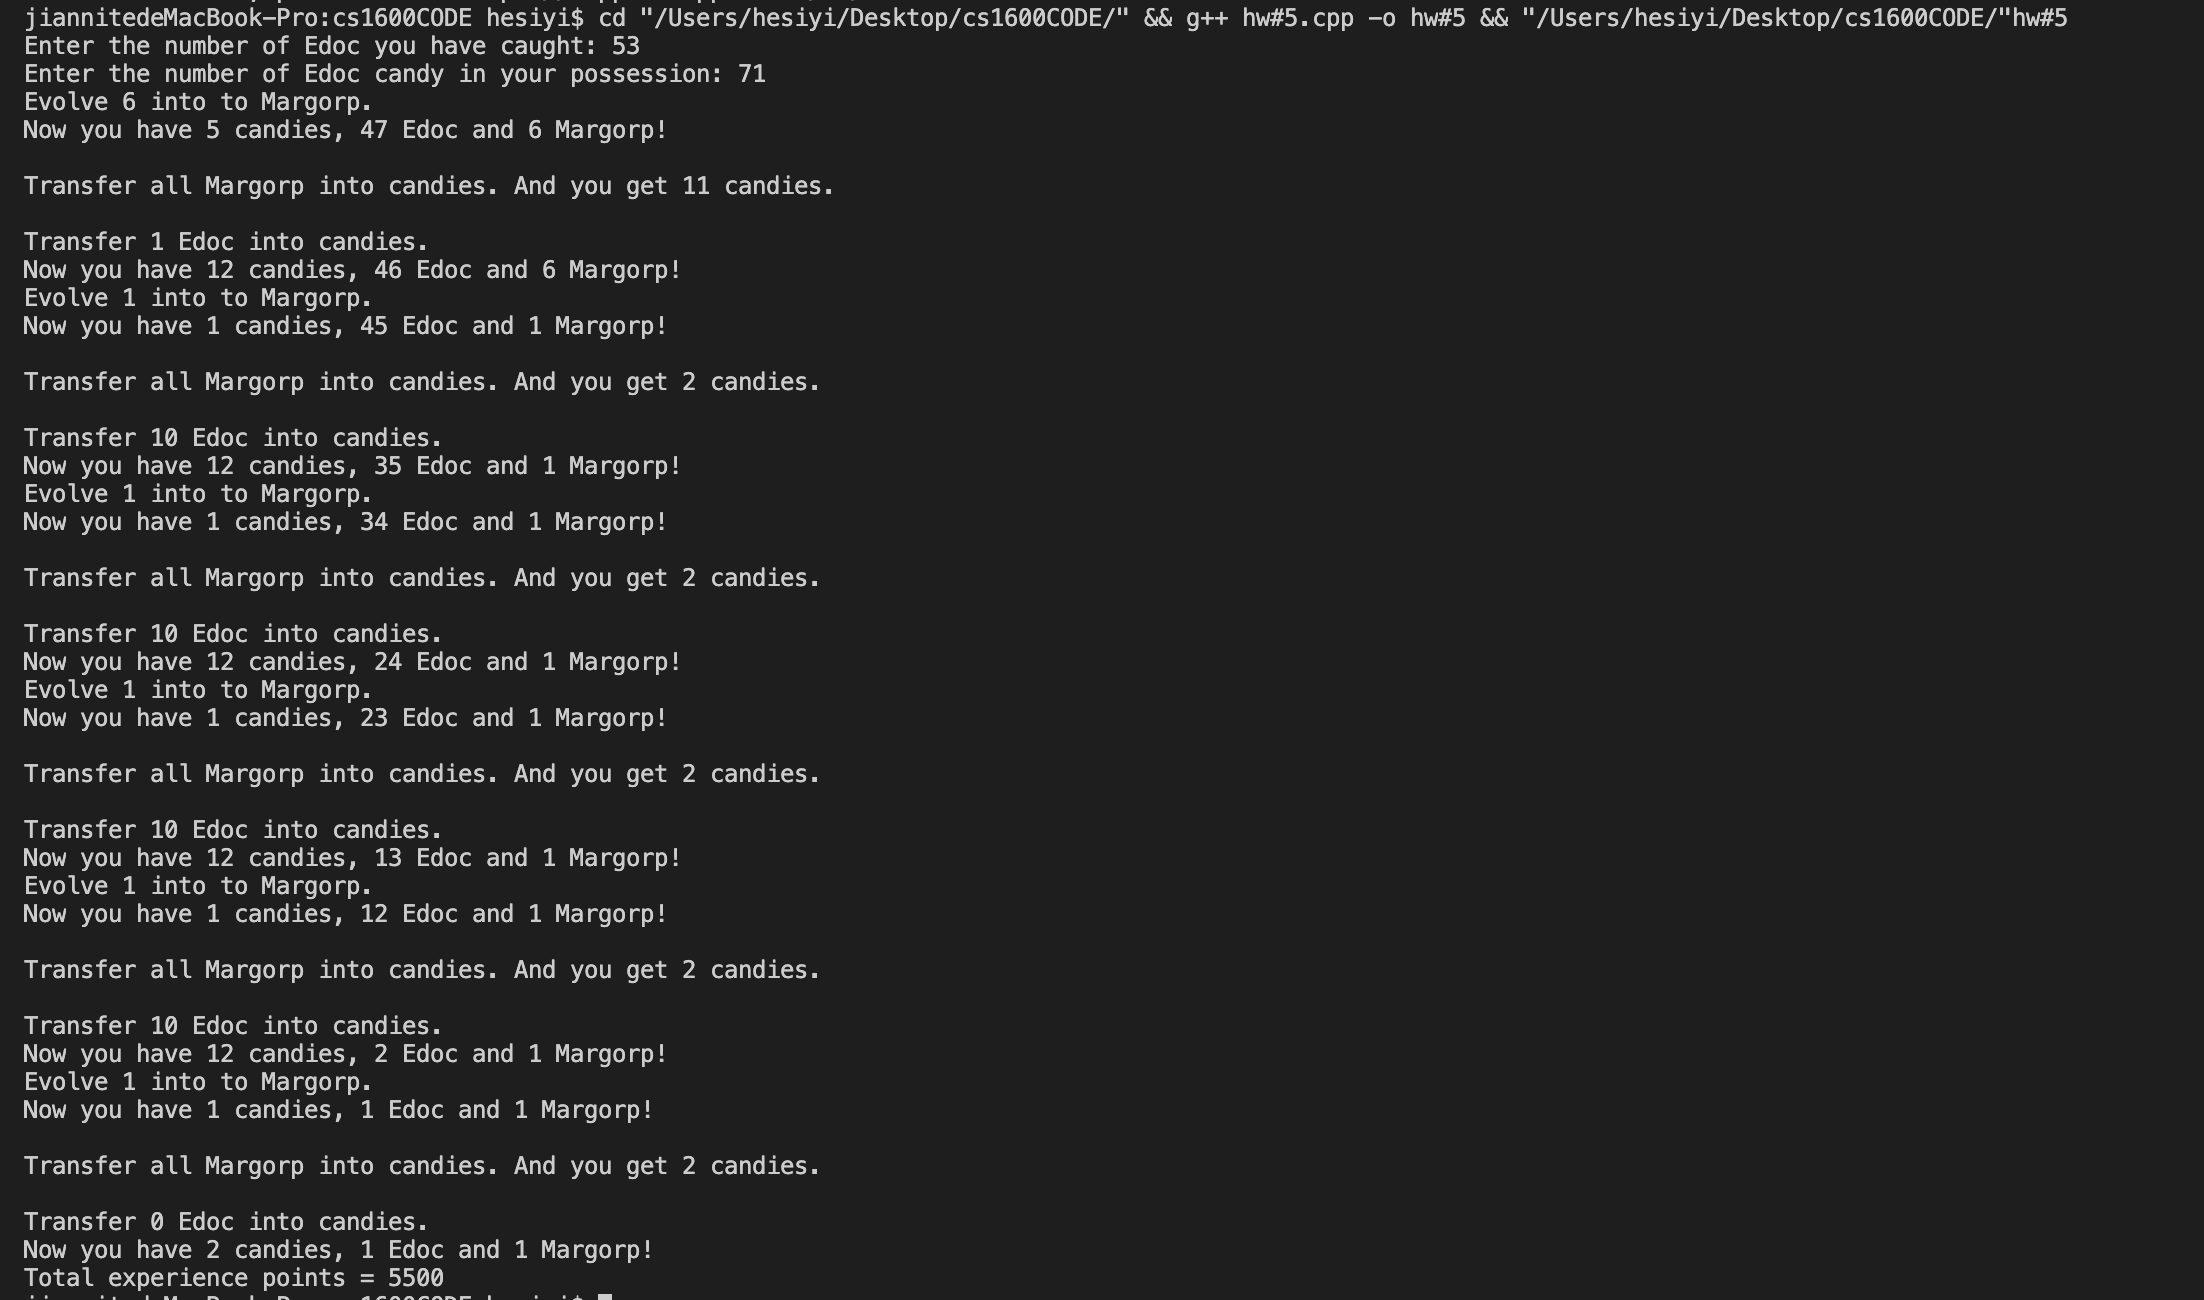 jiannitedeMacBook-Pro:cs1600CODE hesiyi$ cd "/Users/hesiyi/Desktop/cs1600CODE/" && g++ hw#5.cpp -o hw#5 && "/Users/hesiyi/Desktop/cs1600CODE/"hw#5
Enter the number of Edoc you have caught: 53
Enter the number of Edoc candy in your possession: 71
Evolve 6 into to Margorp.
Now you have 5 candies, 47 Edoc and 6 Margorp!
Transfer all Margorp into candies. And you get 11 candies.
Transfer 1 Edoc into candies.
Now you have 12 candies, 46 Edoc and 6 Margorp!
Evolve 1 into to Margorp.
Now you have 1 candies, 45 Edoc and 1 Margorp!
Transfer all Margorp into candies. And you get 2 candies.
Transfer 10 Edoc into candies.
Now you have 12 candies, 35 Edoc and 1 Margorp!
Evolve 1 into to Margorp.
Now you have 1 candies, 34 Edoc and 1 Margorp!
Transfer all Margorp into candies. And you get 2 candies.
Transfer 10 Edoc into candies.
Now you have 12 candies, 24 Edoc and 1 Margorp!
Evolve 1 into to Margorp.
Now you have 1 candies, 23 Edoc and 1 Margorp!
Transfer all Margorp into candies. And you get 2 candies.
Transfer 10 Edoc into candies.
Now you have 12 candies, 13 Edoc and 1 Margorp!
Evolve 1 into to Margorp.
Now you have 1 candies, 12 Edoc and 1 Margorp!
Transfer all Margorp into candies. And you get 2 candies.
Transfer 10 Edoc into candies.
Now you have 12 candies, 2 Edoc and 1 Margorp!
Evolve 1 into to Margorp.
Now you have 1 candies, 1 Edoc and 1 Margorp!
Transfer all Margorp into candies. And you get 2 candies.
Transfer 0 Edoc into candies.
Now you have 2 candies, 1 Edoc and 1 Margorp!
Total experience points = 5500